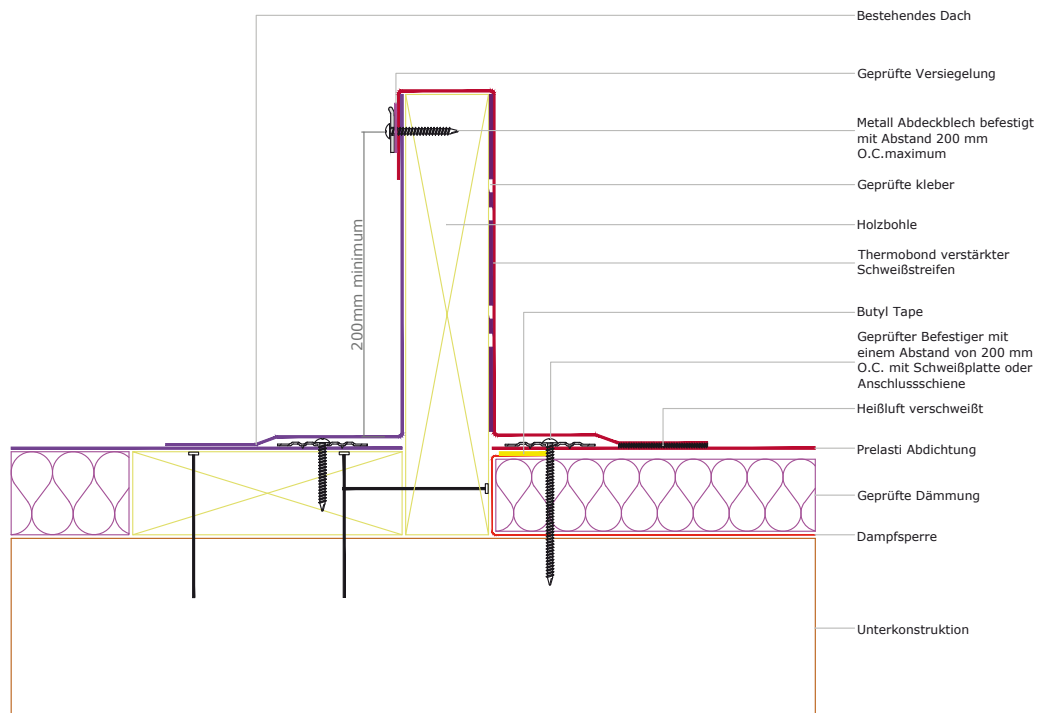 Bestehendes Dach
Geprüfte Versiegelung
Metall Abdeckblech befestigt
mit Abstand 200 mm
O.C.maximum
Geprüfte kleber
Holzbohle
200mm minimum
Thermobond verstärkter
Schweißstreifen
Butyl Tape
Geprüfter Befestiger mit
einem Abstand von 200 mm
O.C. mit Schweißplatte oder
Anschlussschiene
Heißluft verschweißt
Prelasti Abdichtung
Geprüfte Dämmung
Dampfsperre
Unterkonstruktion